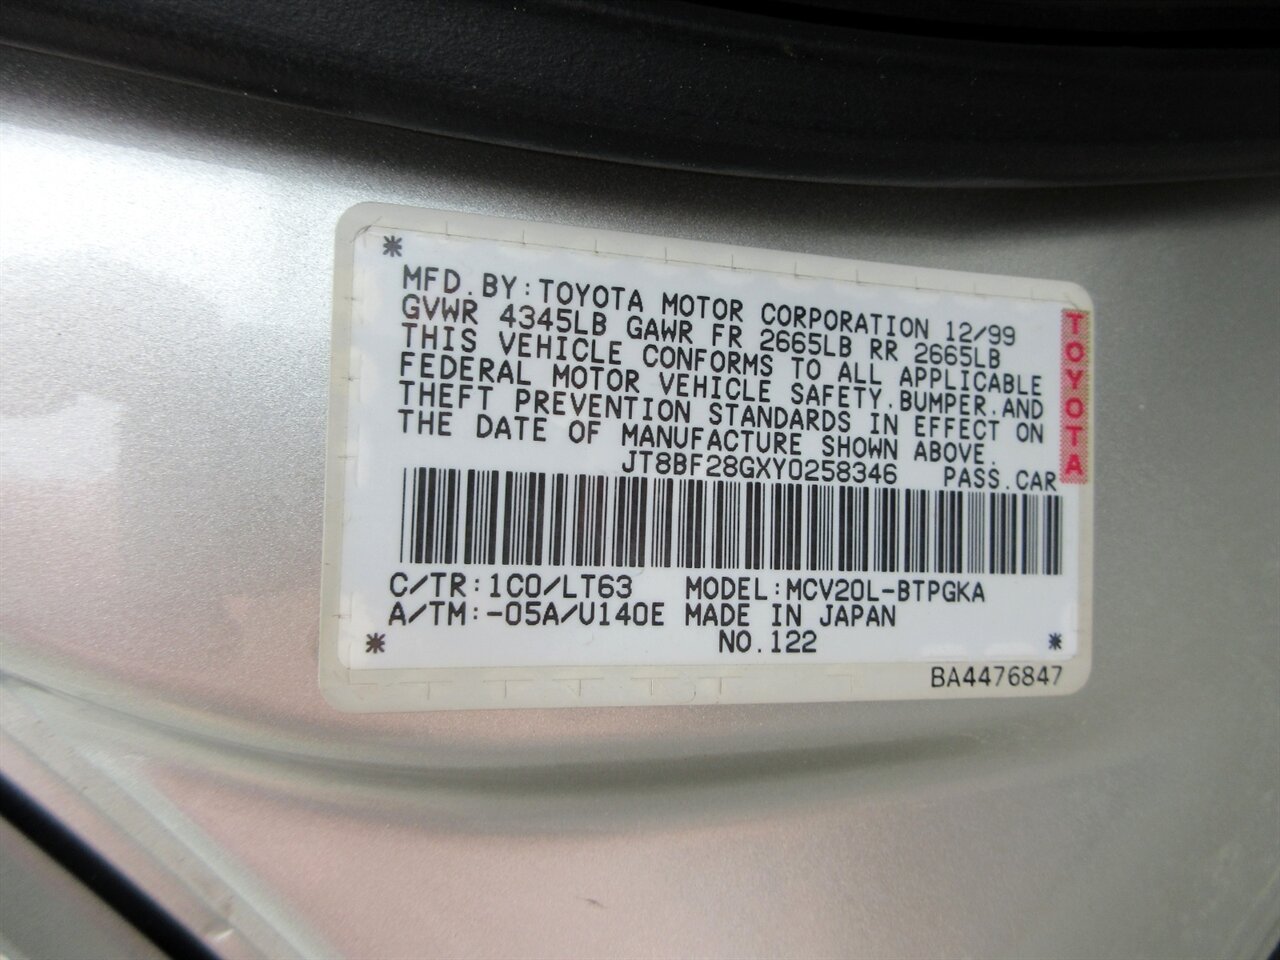 MFD. BY:TOYOTA MOTOR CORPORATION 12/99
GVWR 4345LB GAWR FR 2665LB RR 2665LB
THIS VEHICLE CONFORMS TO ALL APPLICABLE
FEDERAL MOTOR VEHICLE SAFETY,BUMPER,AND
THEFT PREVENTION STANDARDS IN EFFECT ON
THE DATE OF MANUFACTURE SHOWN ABOVE.
JT8BF28GXY0258346 PASS.CAR
C/TR:1C0/LT63 MODEL:MCV20L-BTPGKA
A/TM:-05A/U140E MADE IN JAPAN
NO.122
BA4476847
TOYOTA